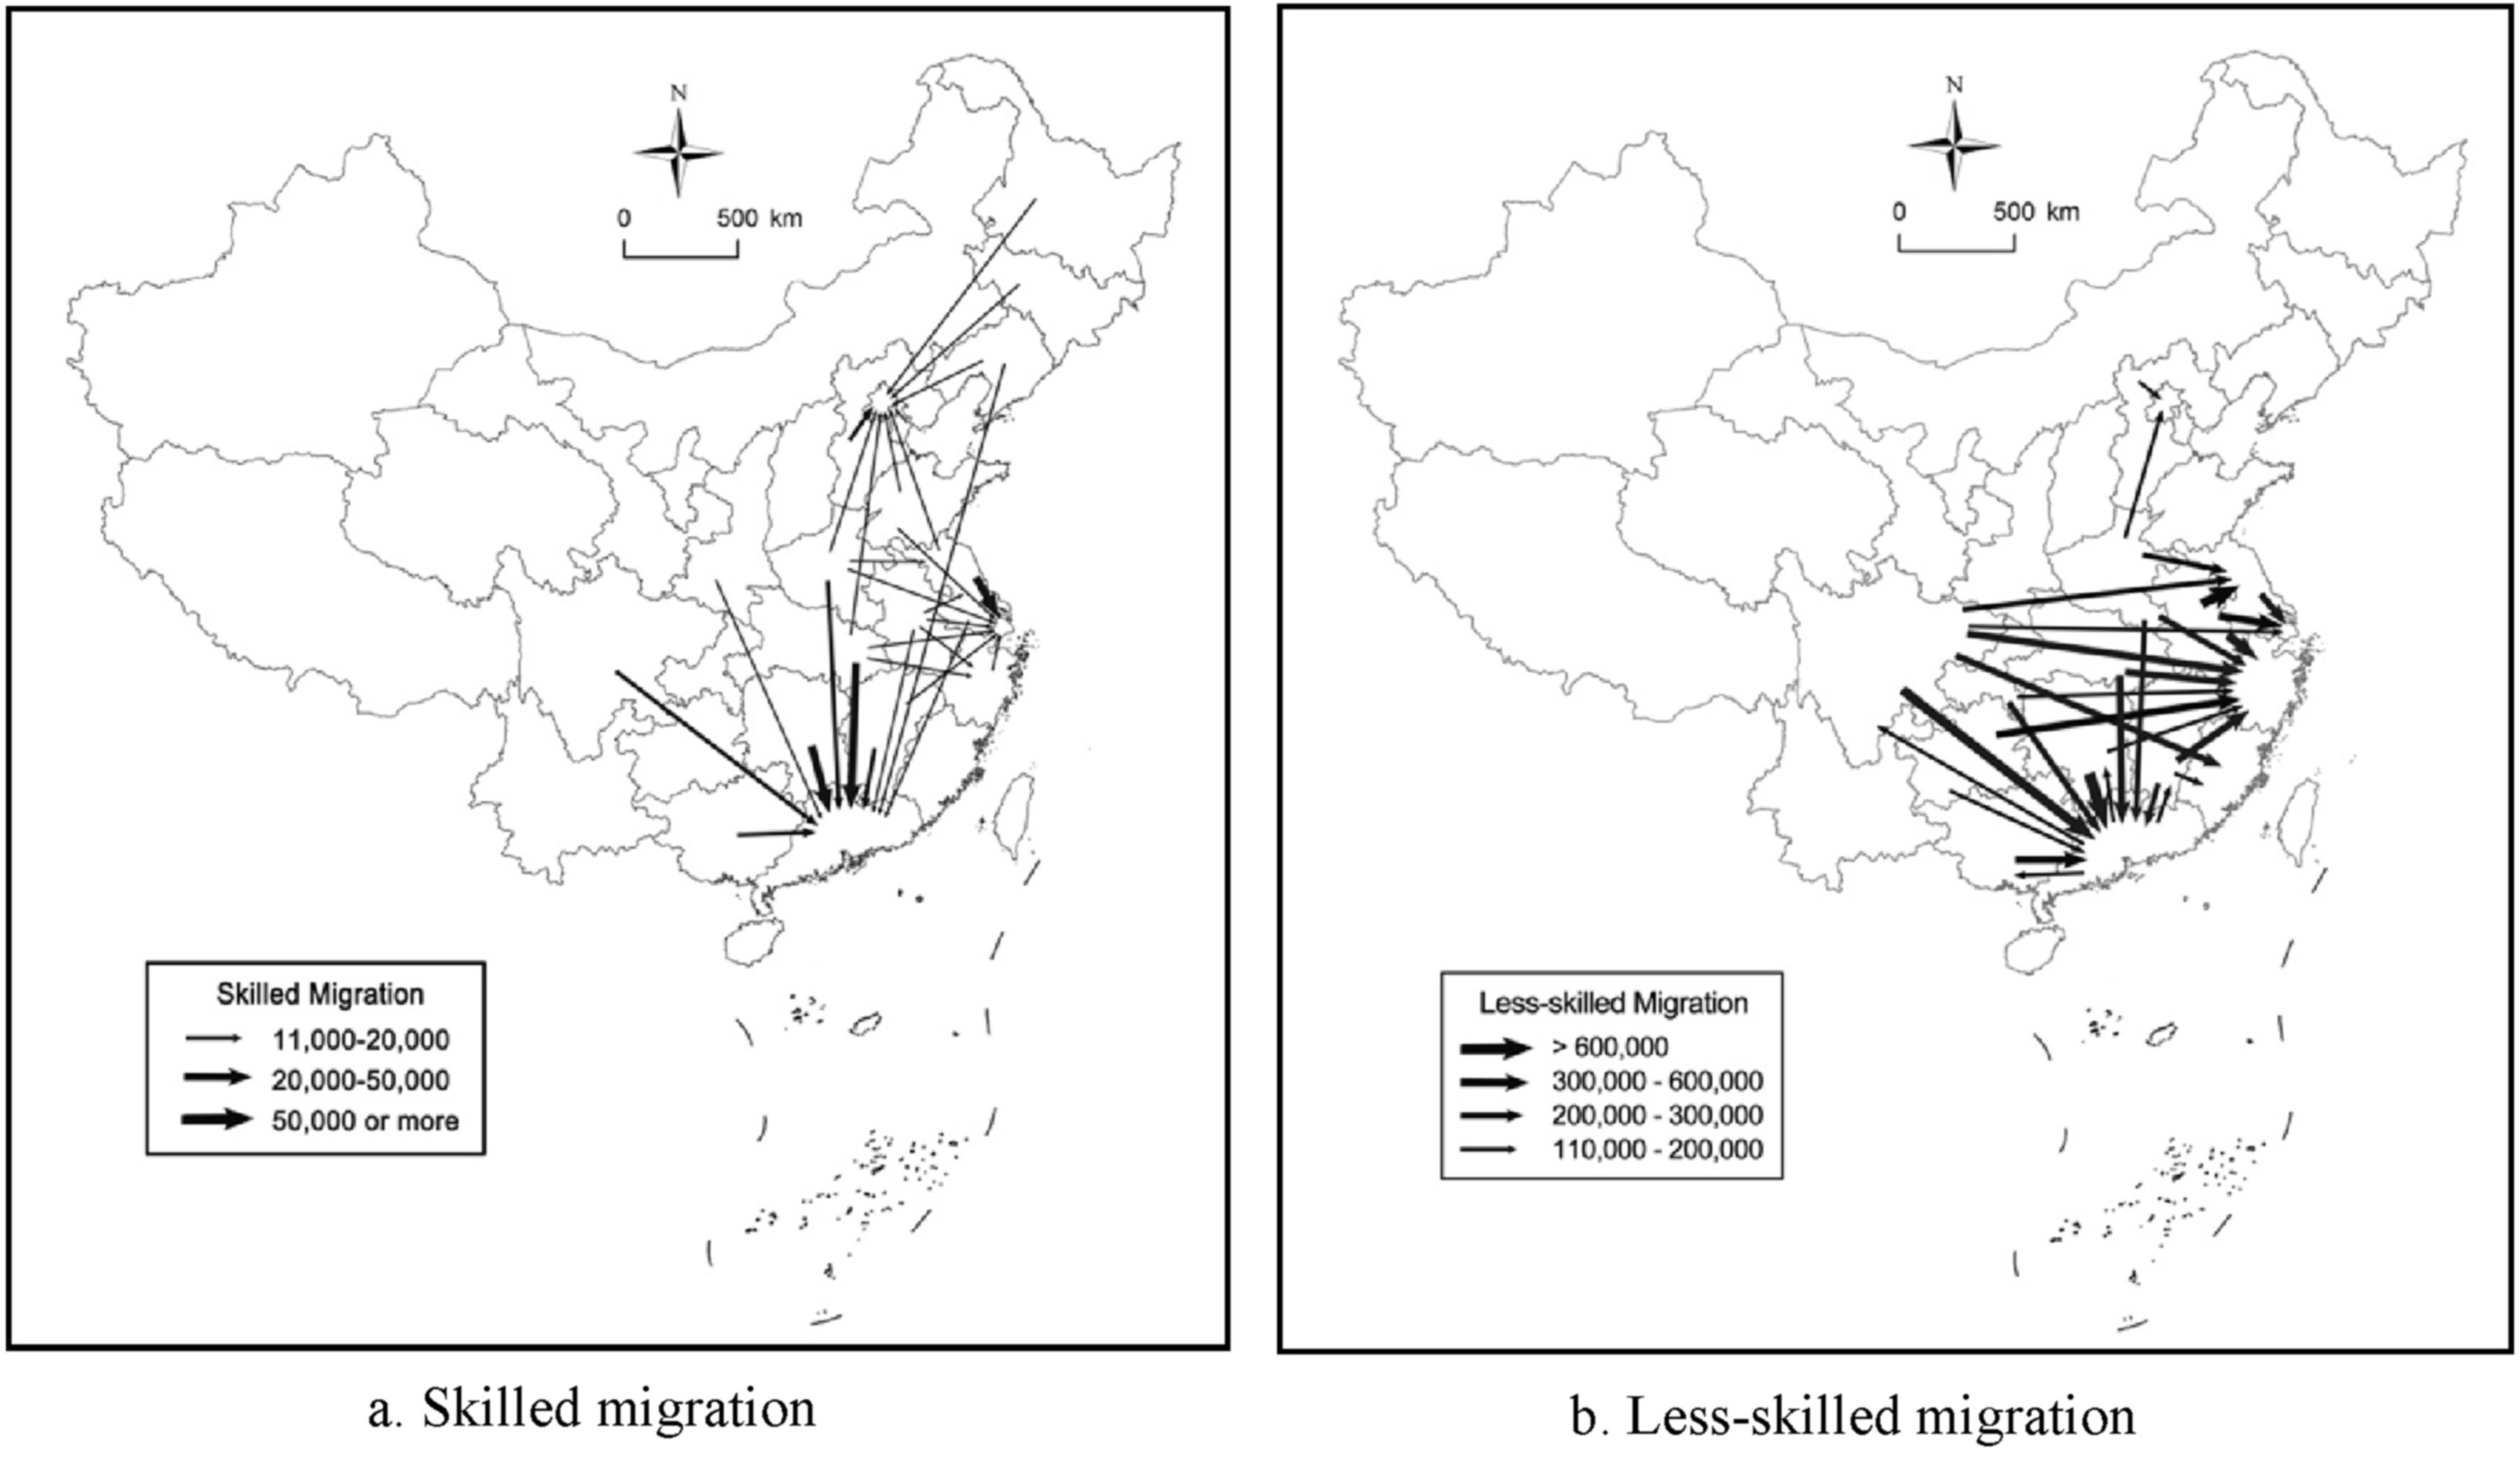 N
0 500 km
Skilled Migration
11,000-20,000
20,000-50,000
50,000 or more
a. Skilled migration
N
0 500 km
Less-skilled Migration
> 600,000
300,000 - 600,000
200,000 - 300,000
110,000 - 200,000
b. Less-skilled migration